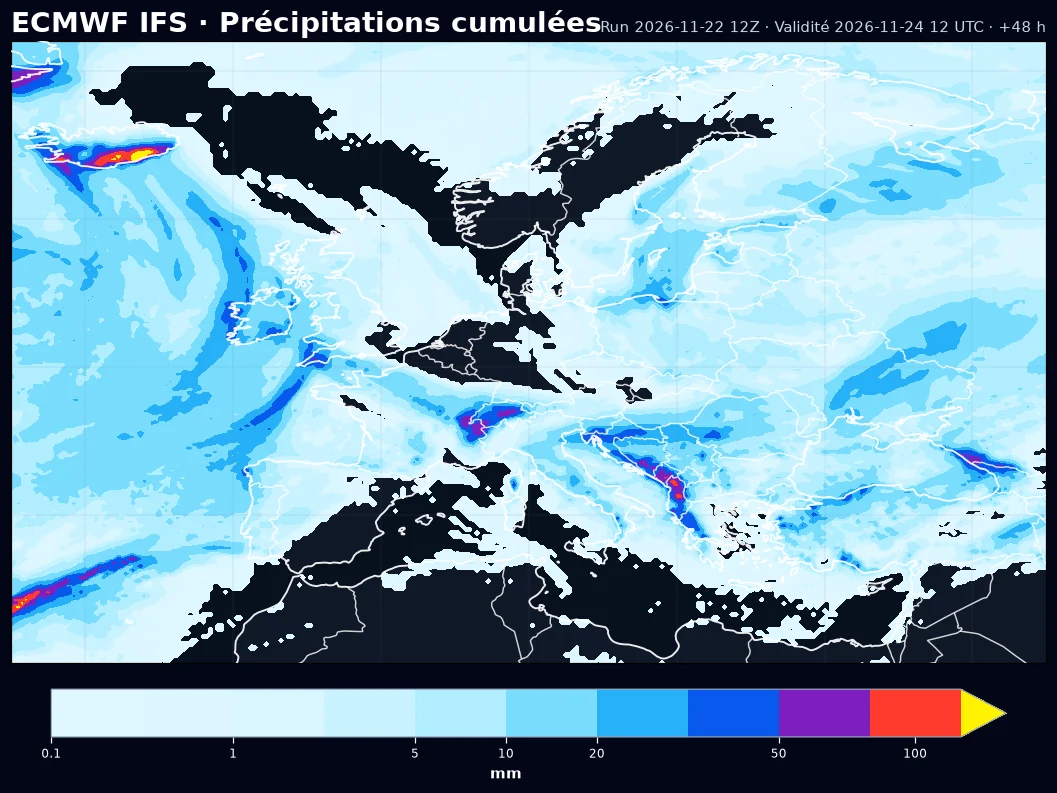 ECMWF IFS · Précipitations cumulées
Run 2026-11-22 12Z · Validité 2026-11-24 12 UTC · +48 h
0.1 1 5 10 20 50 100
mm